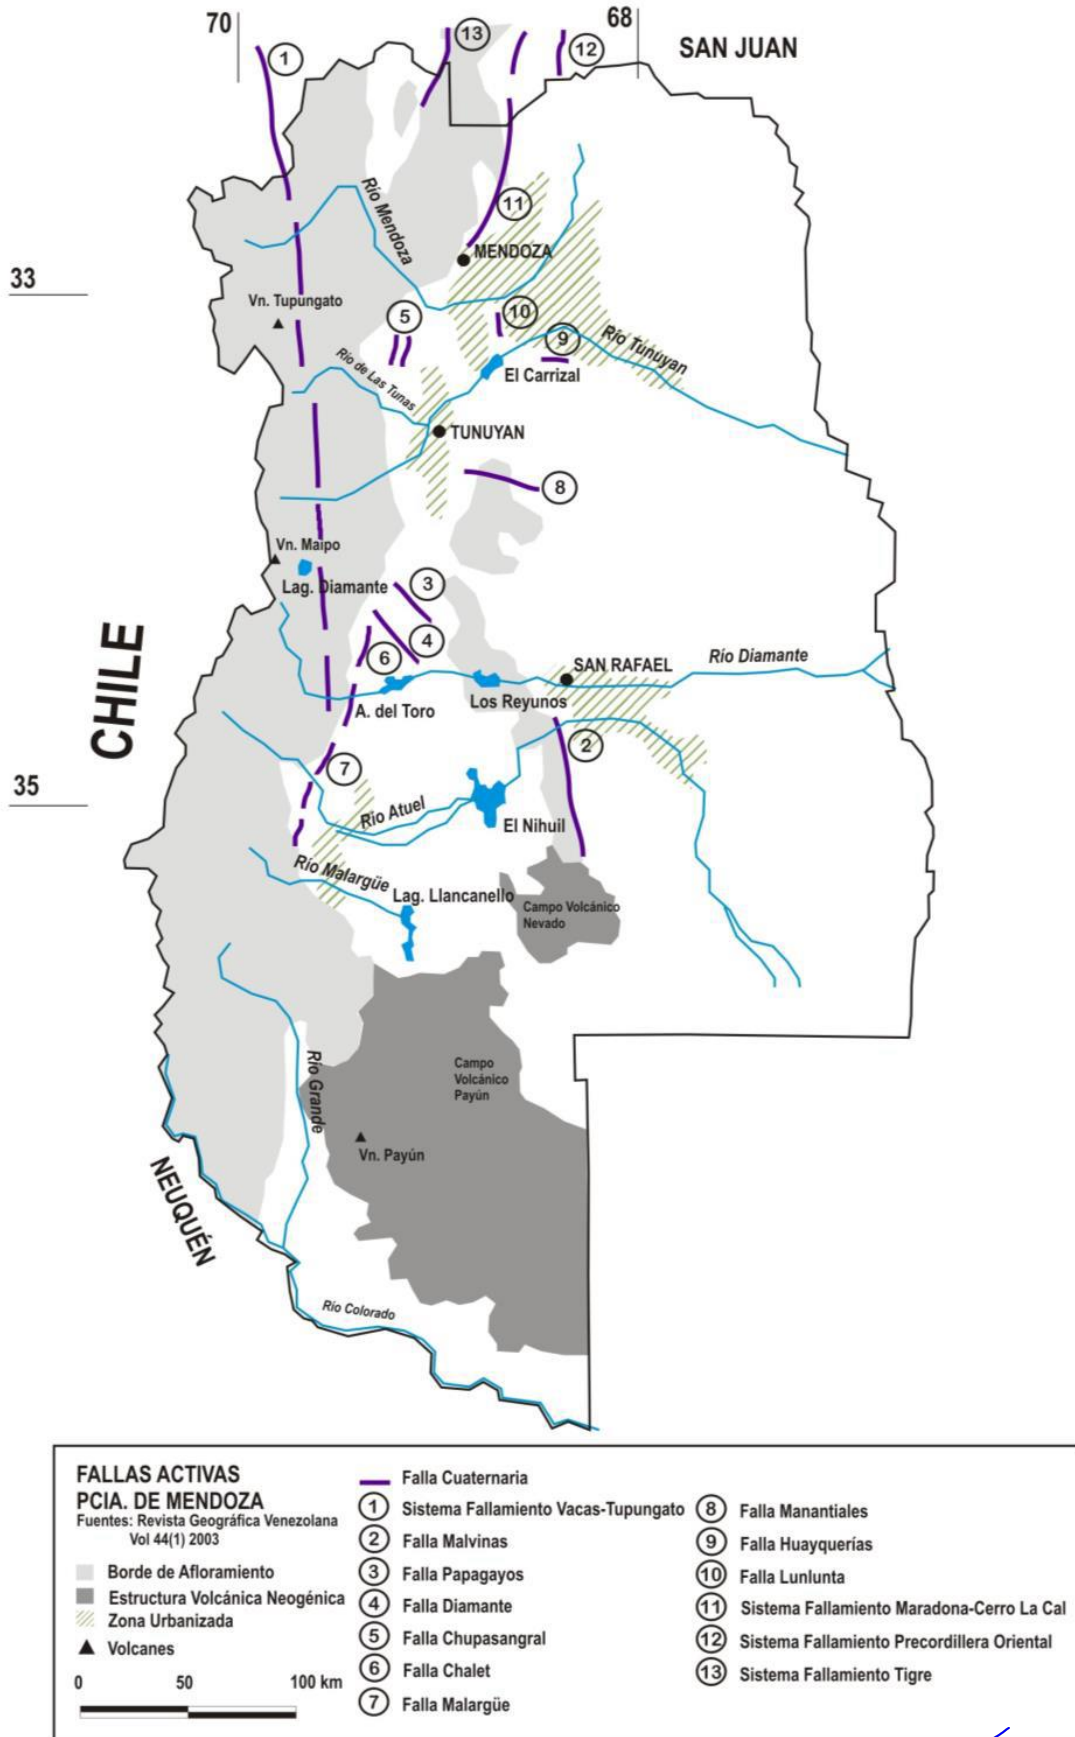 70
68
13
12
1
SAN JUAN
Río Mendoza
11
MENDOZA
33
Vn. Tupungato
5
10
9
Río Tunuyan
Río de Las Tunas
El Carrizal
TUNUYAN
8
Vn. Maipo
Lag. Diamante
3
4
6
CHILE
SAN RAFAEL
Río Diamante
A. del Toro
Los Reyunos
2
7
35
Río Atuel
El Nihuil
Río Malargüe
Lag. Llancanello
Campo Volcánico
Nevado
Río Grande
Campo
Volcánico
Payún
Vn. Payún
NEUQUÉN
Río Colorado
FALLAS ACTIVAS
PCIA. DE MENDOZA
Fuentes: Revista Geográfica Venezolana
Vol 44(1) 2003
Borde de Afloramiento
Estructura Volcánica Neogénica
Zona Urbanizada
Volcanes
0 50 100 km
Falla Cuaternaria
1 Sistema Fallamiento Vacas-Tupungato
2 Falla Malvinas
3 Falla Papagayos
4 Falla Diamante
5 Falla Chupasangral
6 Falla Chalet
7 Falla Malargüe
8 Falla Manantiales
9 Falla Huayquerías
10 Falla Lunlunta
11 Sistema Fallamiento Maradona-Cerro La Cal
12 Sistema Fallamiento Precordillera Oriental
13 Sistema Fallamiento Tigre